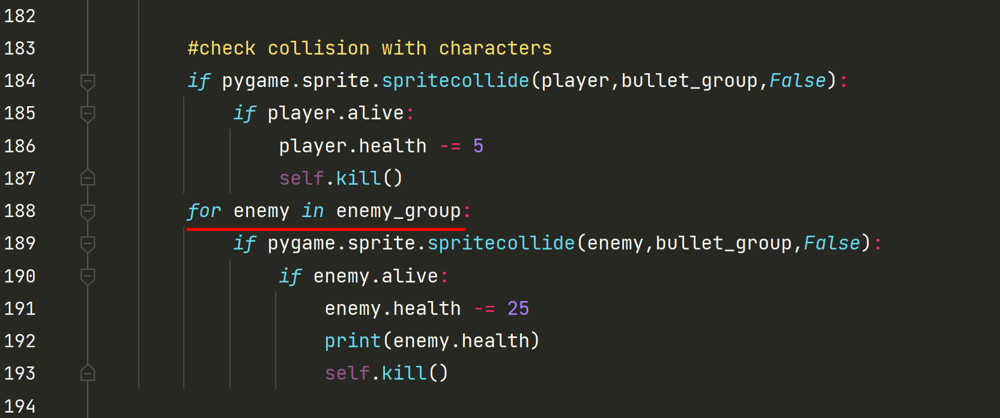 182
183 #check collision with characters
184 if pygame.sprite.spritecollide(player,bullet_group,False):
185 if player.alive:
186 player.health -= 5
187 self.kill()
188 for enemy in enemy_group:
189 if pygame.sprite.spritecollide(enemy,bullet_group,False):
190 if enemy.alive:
191 enemy.health -= 25
192 print(enemy.health)
193 self.kill()
194